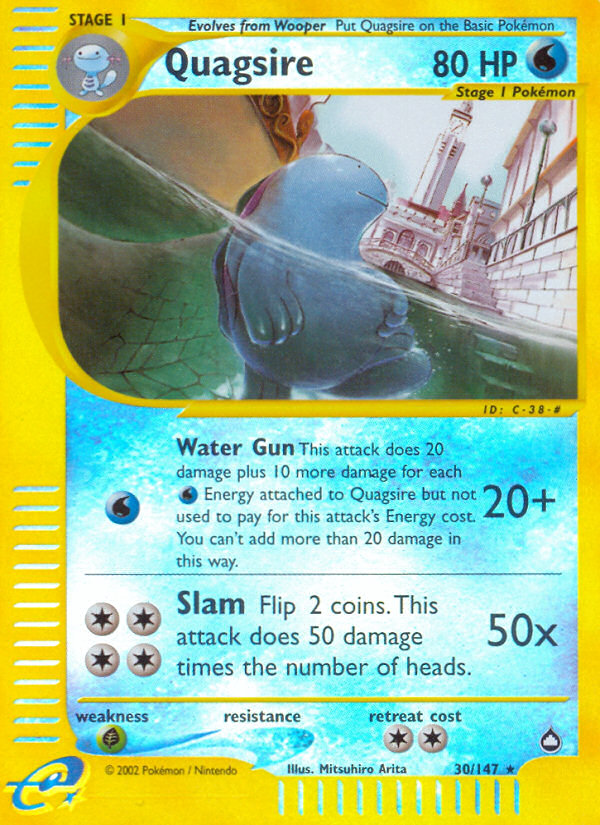 STAGE 1
Evolves from Wooper Put Quagsire on the Basic Pokémon
Quagsire 80 HP
Stage 1 Pokémon
ID: C-38-#
Water Gun This attack does 20
damage plus 10 more damage for each
Energy attached to Quagsire but not
used to pay for this attack's Energy cost.
You can't add more than 20 damage in
this way.
20+
Slam Flip 2 coins. This
attack does 50 damage
times the number of heads.
50x
weakness resistance retreat cost
© 2002 Pokémon / Nintendo Illus. Mitsuhiro Arita 30/147 ★
e